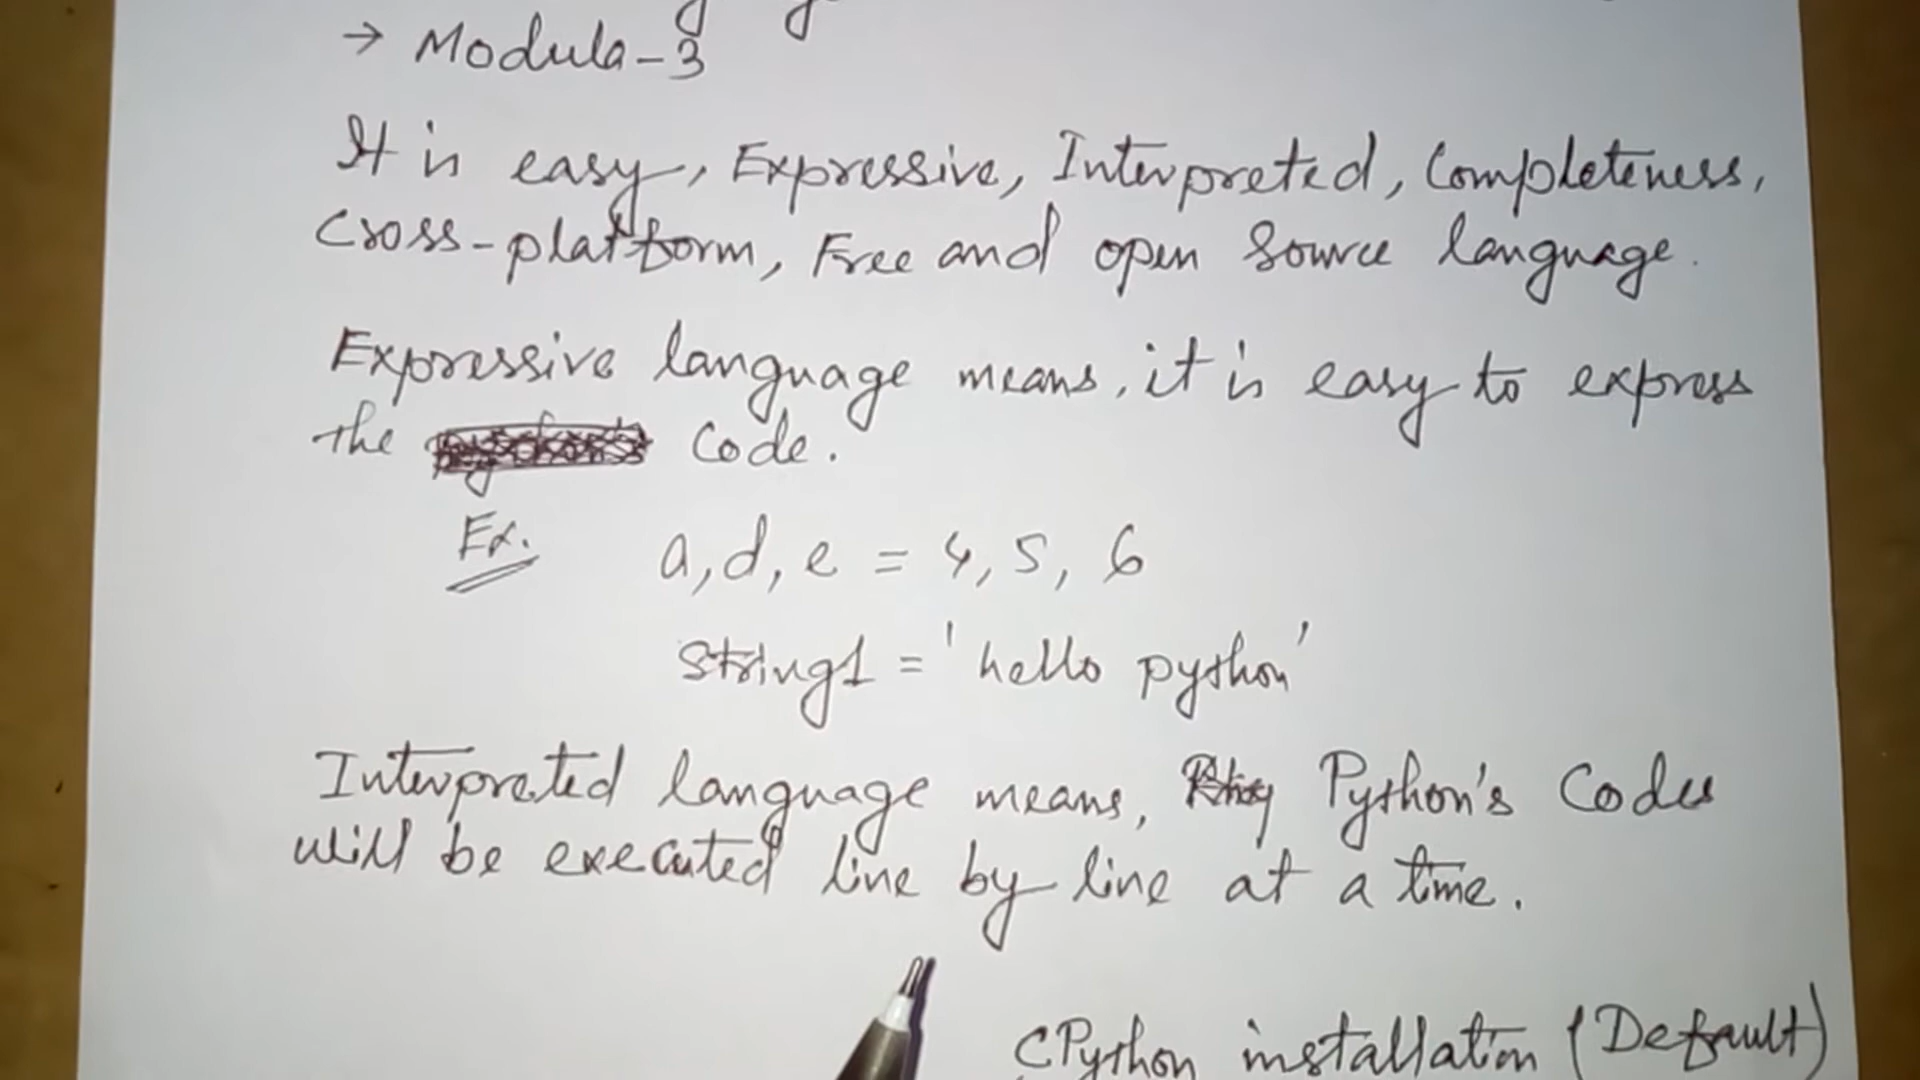 → Modula-3
It is easy, Expressive, Interpreted, Completeness,
Cross-platform, Free and open Source language.
Expressive language means, it is easy to express
the Code.
Ex. a, d, e = 4, 5, 6
String1 = 'hello python'
Interpreted language means, Python's Codes
will be executed line by line at a time.
CPython installation (Default)